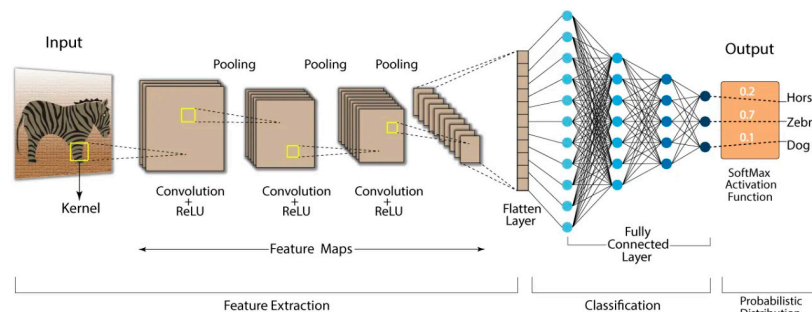 Input
Pooling
Pooling
Pooling
Output
0.2
Hors
0.7
Zebr
0.1
Dog
SoftMax
Activation
Function
Kernel
Convolution
+
ReLU
Convolution
+
ReLU
Convolution
+
ReLU
Flatten
Layer
Fully
Connected
Layer
Feature Maps
Feature Extraction
Classification
Probabilistic
Distribution